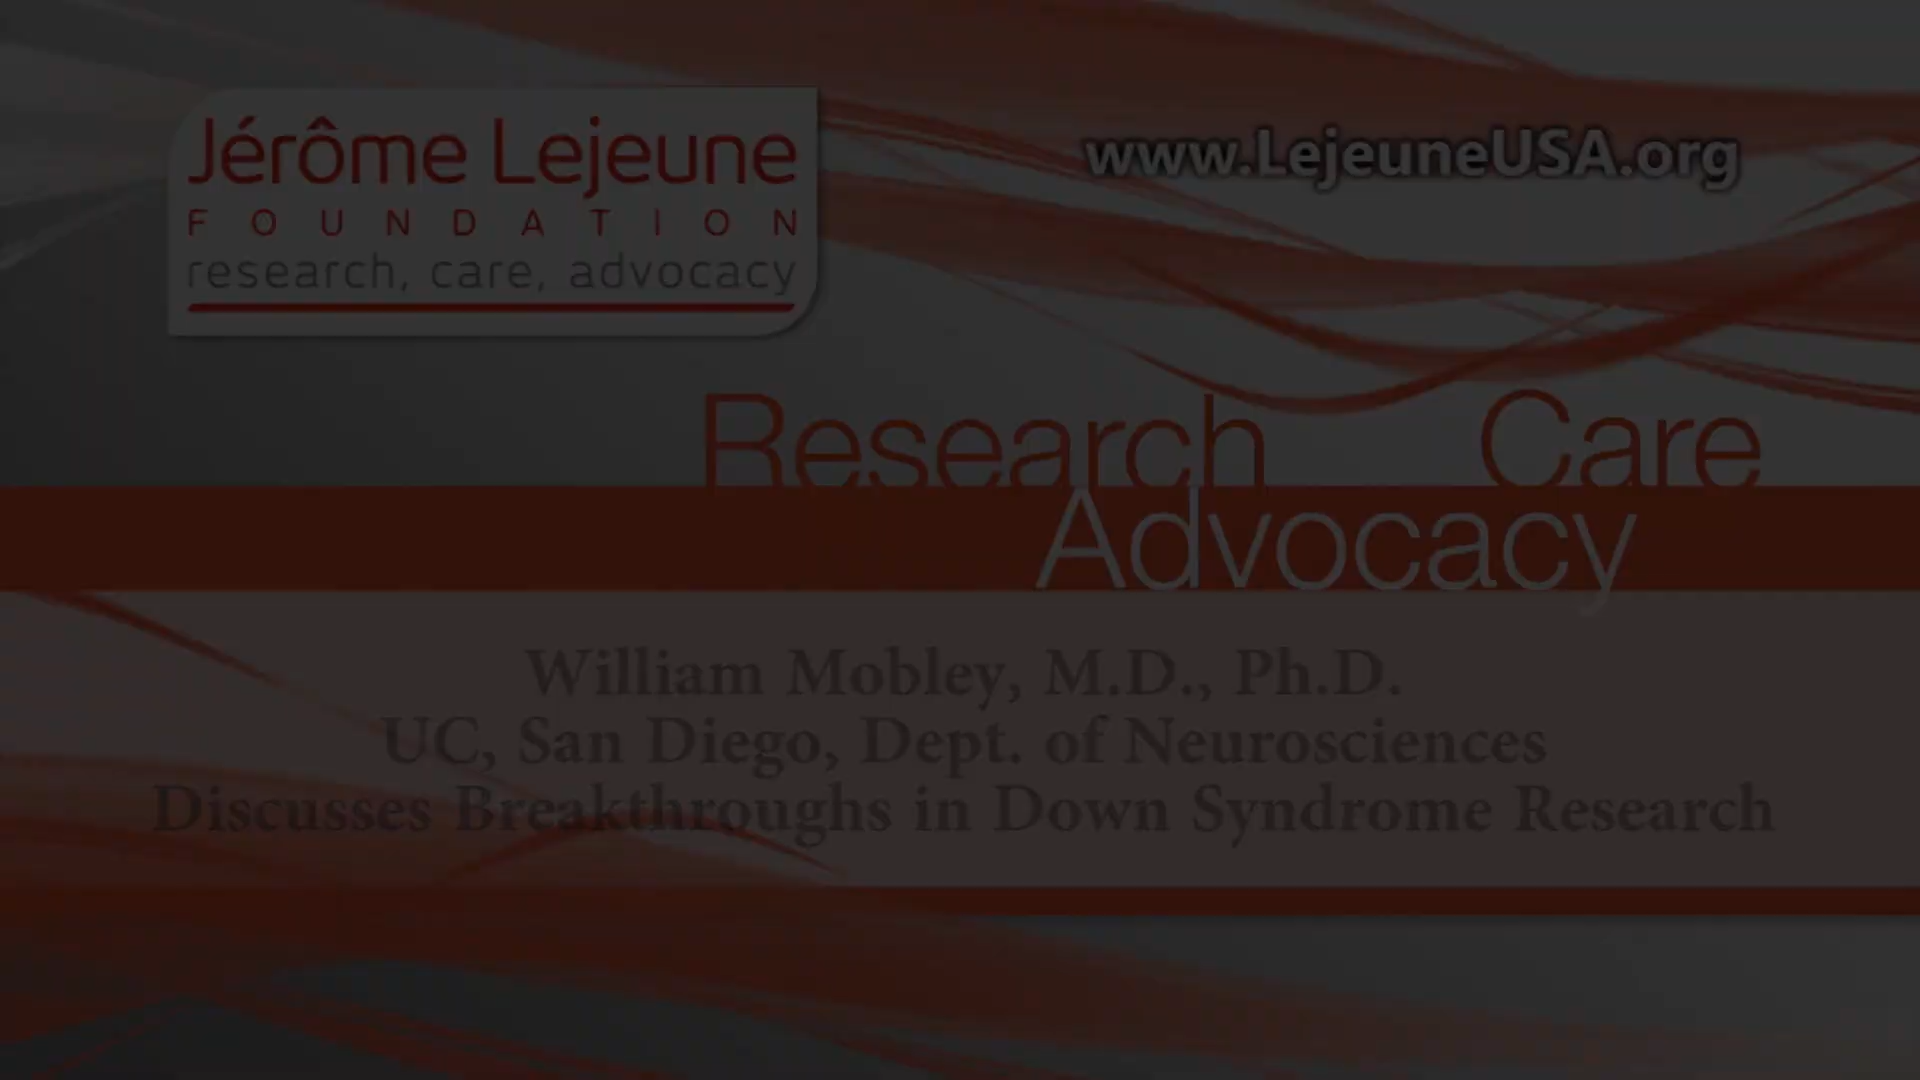 Jérôme Lejeune
FOUNDATION
research, care, advocacy
www.LejeuneUSA.org
Research Care
Advocacy
William Mobley, M.D., Ph.D.
UC, San Diego, Dept. of Neurosciences
Discusses Breakthroughs in Down Syndrome Research